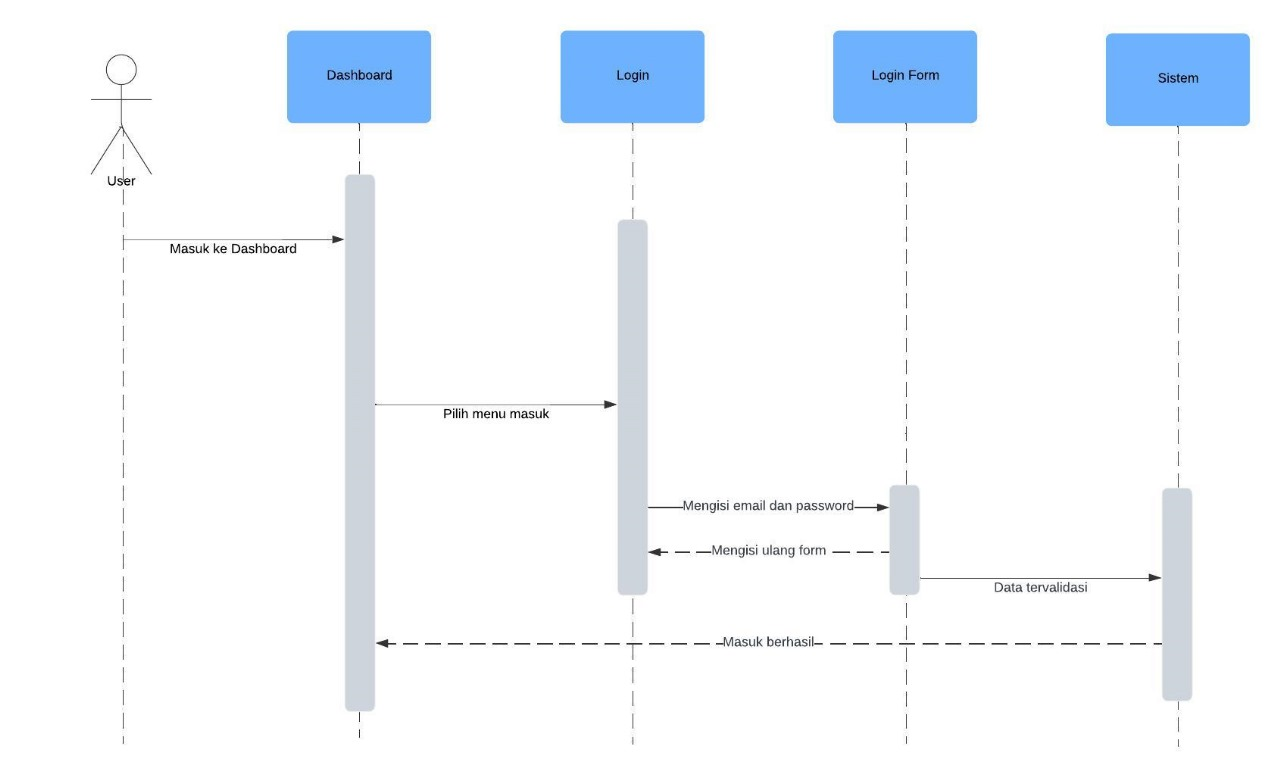 Dashboard
Login
Login Form
Sistem
User
Masuk ke Dashboard
Pilih menu masuk
Mengisi email dan password
Mengisi ulang form
Data tervalidasi
Masuk berhasil